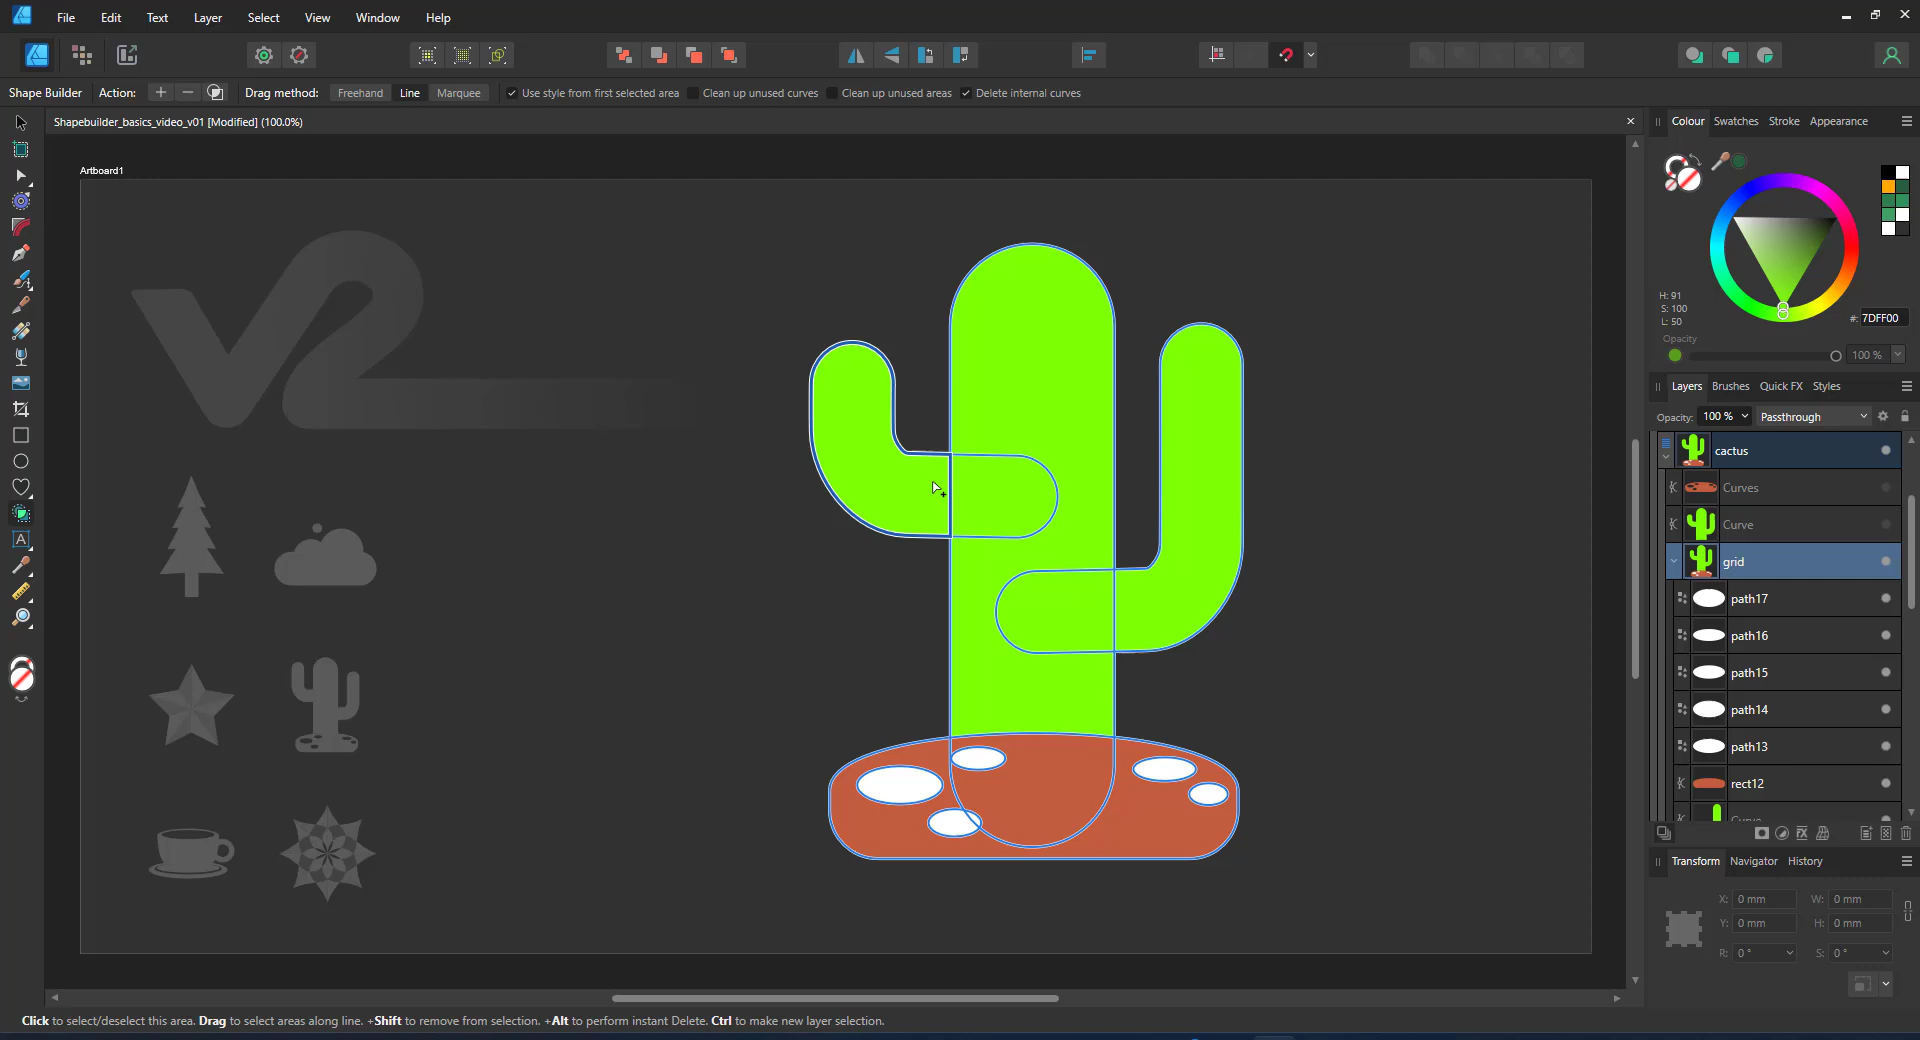 File Edit Text Layer Select View Window Help
Shape Builder Action: Drag method: Freehand Line Marquee Use style from first selected area Clean up unused curves Clean up unused areas Delete internal curves
Shapebuilder_basics_video_v01 [Modified] (100.0%)
Artboard1
Colour Swatches Stroke Appearance
H: 91
S: 100
L: 50
#: 7DFF00
Opacity
100 %
Layers Brushes Quick FX Styles
Opacity: 100 % Passthrough
cactus
Curves
Curve
grid
path17
path16
path15
path14
path13
rect12
Curve
Transform Navigator History
X: 0 mm W: 0 mm
Y: 0 mm H: 0 mm
R: 0 ° S: 0 °
Click to select/deselect this area. Drag to select areas along line. +Shift to remove from selection. +Alt to perform instant Delete. Ctrl to make new layer selection.